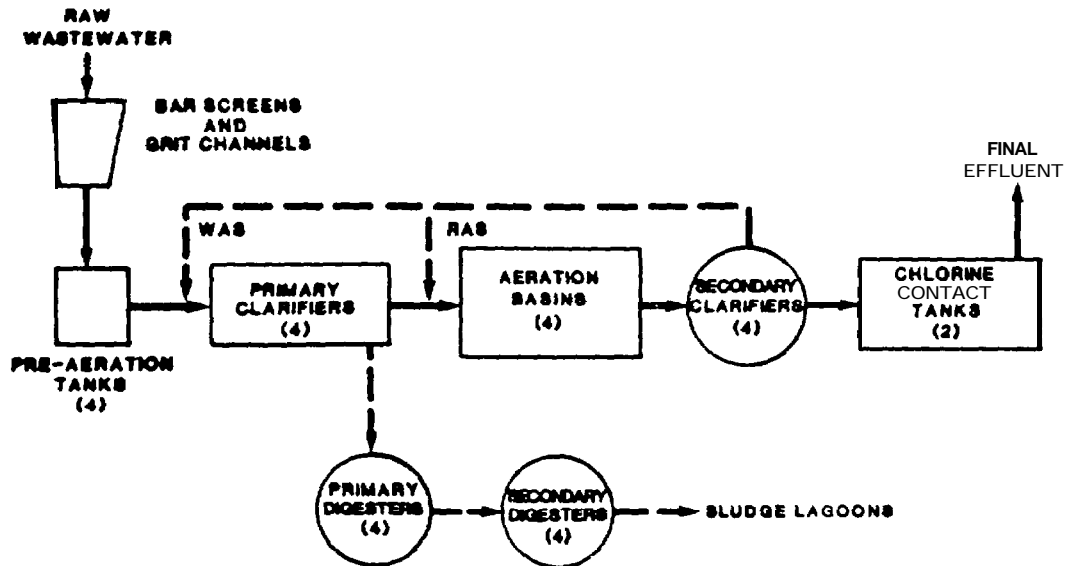 RAW
WASTEWATER
BAR SCREENS
AND
GRIT CHANNELS
FINAL
EFFLUENT
WAS
RAS
PRIMARY
CLARIFIERS
(4)
AERATION
BASINS
(4)
SECONDARY
CLARIFIERS
(4)
CHLORINE
CONTACT
TANKS
(2)
PRE-AERATION
TANKS
(4)
PRIMARY
DIGESTERS
(4)
SECONDARY
DIGESTERS
(4)
SLUDGE LAGOONS